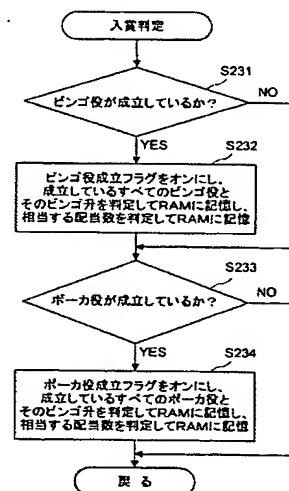 入賞判定
S231
ビンゴ役が成立しているか？
NO
YES
S232
ビンゴ役成立フラグをオンにし、
成立しているすべてのビンゴ役と
そのビンゴ升を判定してRAMに記憶し、
相当する配当数を判定してRAMに記憶
S233
ポーカ役が成立しているか？
NO
YES
S234
ポーカ役成立フラグをオンにし、
成立しているすべてのポーカ役と
そのビンゴ升を判定してRAMに記憶し、
相当する配当数を判定してRAMに記憶
戻る